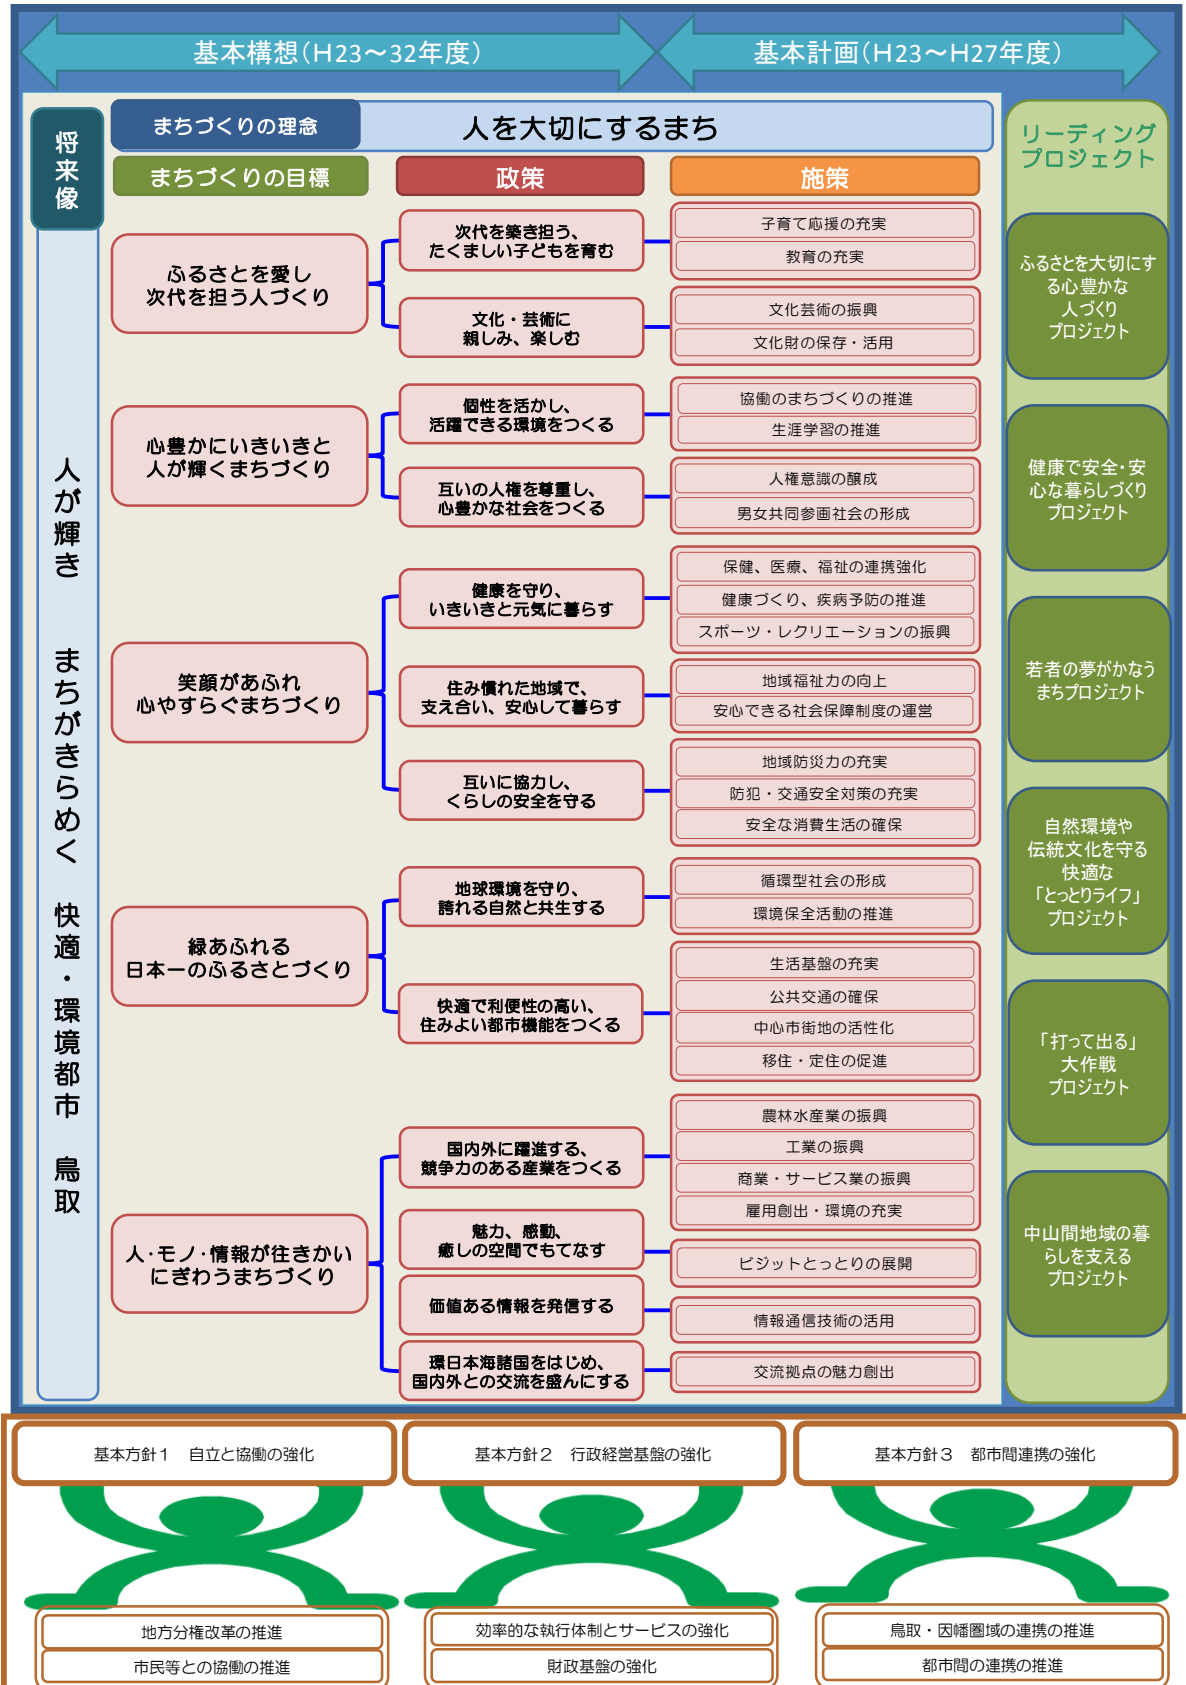 基本構想（H23～32年度）
基本計画（H23～H27年度）
将来像
人が輝き　まちがきらめく　快適・環境都市　鳥取
まちづくりの理念
人を大切にするまち
まちづくりの目標
政策
施策
ふるさとを愛し
次代を担う人づくり
次代を築き担う、
たくましい子どもを育む
子育て応援の充実
教育の充実
文化・芸術に
親しみ、楽しむ
文化芸術の振興
文化財の保存・活用
心豊かにいきいきと
人が輝くまちづくり
個性を活かし、
活躍できる環境をつくる
協働のまちづくりの推進
生涯学習の推進
互いの人権を尊重し、
心豊かな社会をつくる
人権意識の醸成
男女共同参画社会の形成
笑顔があふれ
心やすらぐまちづくり
健康を守り、
いきいきと元気に暮らす
保健、医療、福祉の連携強化
健康づくり、疾病予防の推進
スポーツ・レクリエーションの振興
住み慣れた地域で、
支え合い、安心して暮らす
地域福祉力の向上
安心できる社会保障制度の運営
互いに協力し、
くらしの安全を守る
地域防災力の充実
防犯・交通安全対策の充実
安全な消費生活の確保
緑あふれる
日本一のふるさとづくり
地球環境を守り、
誇れる自然と共生する
循環型社会の形成
環境保全活動の推進
快適で利便性の高い、
住みよい都市機能をつくる
生活基盤の充実
公共交通の確保
中心市街地の活性化
移住・定住の促進
人・モノ・情報が往きかい
にぎわうまちづくり
国内外に躍進する、
競争力のある産業をつくる
農林水産業の振興
工業の振興
商業・サービス業の振興
雇用創出・環境の充実
魅力、感動、
癒しの空間でもてなす
ビジットとっとりの展開
価値ある情報を発信する
情報通信技術の活用
環日本海諸国をはじめ、
国内外との交流を盛んにする
交流拠点の魅力創出
リーディング
プロジェクト
ふるさとを大切にす
る心豊かな
人づくり
プロジェクト
健康で安全・安
心な暮らしづくり
プロジェクト
若者の夢がかなう
まちプロジェクト
自然環境や
伝統文化を守る
快適な
「とっとりライフ」
プロジェクト
「打って出る」
大作戦
プロジェクト
中山間地域の暮
らしを支える
プロジェクト
基本方針１　自立と協働の強化
地方分権改革の推進
市民等との協働の推進
基本方針２　行政経営基盤の強化
効率的な執行体制とサービスの強化
財政基盤の強化
基本方針３　都市間連携の強化
鳥取・因幡圏域の連携の推進
都市間の連携の推進